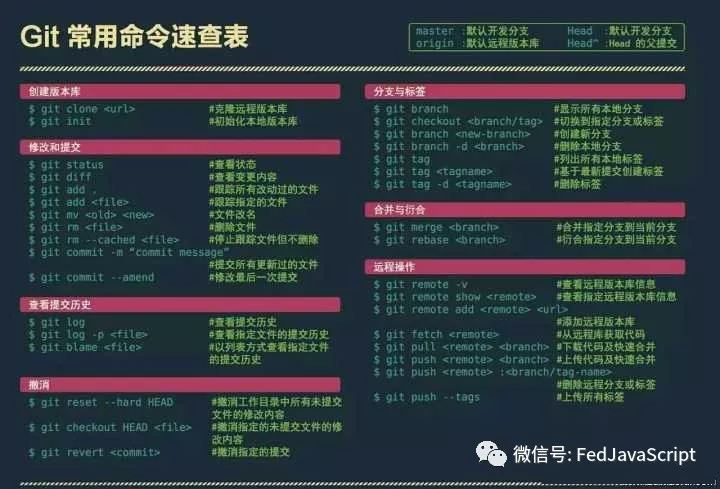 Git 常用命令速查表
master :默认开发分支 Head :默认开发分支
origin :默认远程版本库 Head^ :Head 的父提交
创建版本库
$ git clone <url> #克隆远程版本库
$ git init #初始化本地版本库
修改和提交
$ git status #查看状态
$ git diff #查看变更内容
$ git add . #跟踪所有改动过的文件
$ git add <file> #跟踪指定的文件
$ git mv <old> <new> #文件改名
$ git rm <file> #删除文件
$ git rm --cached <file> #停止跟踪文件但不删除
$ git commit -m “commit message”
#提交所有更新过的文件
$ git commit --amend #修改最后一次提交
查看提交历史
$ git log #查看提交历史
$ git log -p <file> #查看指定文件的提交历史
$ git blame <file> #以列表方式查看指定文件
的提交历史
撤消
$ git reset --hard HEAD #撤消工作目录中所有未提交
文件的修改内容
$ git checkout HEAD <file> #撤消指定的未提交文件的修
改内容
$ git revert <commit> #撤消指定的提交
分支与标签
$ git branch #显示所有本地分支
$ git checkout <branch/tag> #切换到指定分支或标签
$ git branch <new-branch> #创建新分支
$ git branch -d <branch> #删除本地分支
$ git tag #列出所有本地标签
$ git tag <tagname> #基于最新提交创建标签
$ git tag -d <tagname> #删除标签
合并与衍合
$ git merge <branch> #合并指定分支到当前分支
$ git rebase <branch> #衍合指定分支到当前分支
远程操作
$ git remote -v #查看远程版本库信息
$ git remote show <remote> #查看指定远程版本库信息
$ git remote add <remote> <url>
#添加远程版本库
$ git fetch <remote> #从远程库获取代码
$ git pull <remote> <branch> #下载代码及快速合并
$ git push <remote> <branch> #上传代码及快速合并
$ git push <remote> :<branch/tag-name>
#删除远程分支或标签
$ git push --tags #上传所有标签
微信号: FedJavaScript